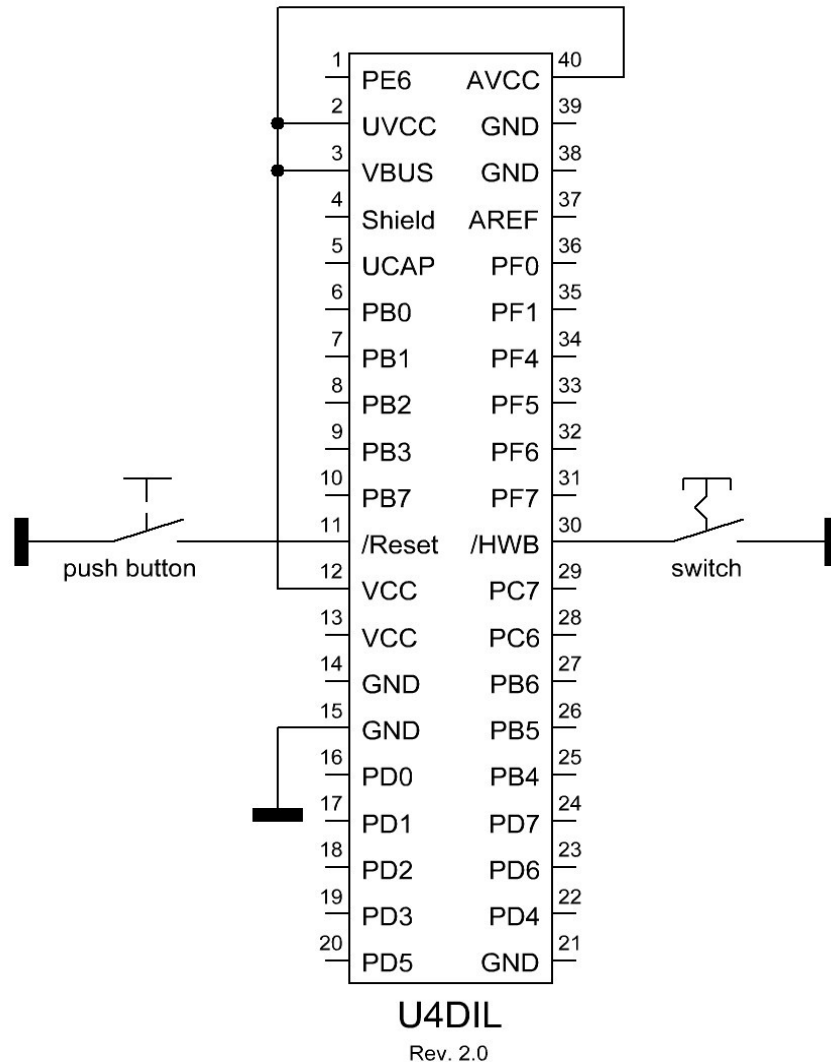 1 PE6 AVCC 40
2 UVCC GND 39
3 VBUS GND 38
4 Shield AREF 37
5 UCAP PF0 36
6 PB0 PF1 35
7 PB1 PF4 34
8 PB2 PF5 33
9 PB3 PF6 32
10 PB7 PF7 31
11 /Reset /HWB 30
push button
switch
12 VCC PC7 29
13 VCC PC6 28
14 GND PB6 27
15 GND PB5 26
16 PD0 PB4 25
17 PD1 PD7 24
18 PD2 PD6 23
19 PD3 PD4 22
20 PD5 GND 21
U4DIL
Rev. 2.0